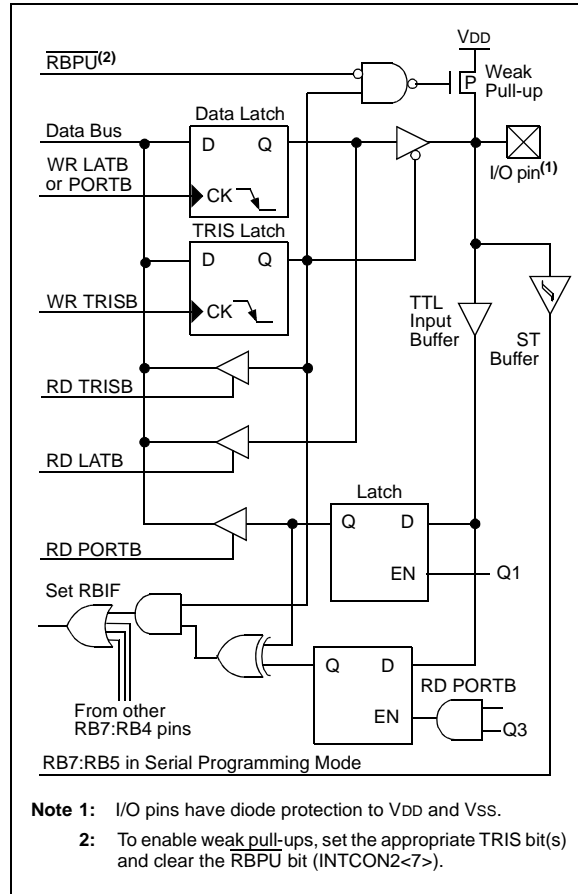 VDD
RBPU(2)
P
Weak
Pull-up
Data Latch
Data Bus
D Q
WR LATB
or PORTB
CK
I/O pin(1)
TRIS Latch
D Q
WR TRISB
CK
TTL
Input
Buffer
ST
Buffer
RD TRISB
RD LATB
Latch
Q D
RD PORTB
EN
Q1
Set RBIF
Q D
RD PORTB
EN
Q3
From other
RB7:RB4 pins
RB7:RB5 in Serial Programming Mode
Note 1: I/O pins have diode protection to VDD and VSS.
2: To enable weak pull-ups, set the appropriate TRIS bit(s)
and clear the RBPU bit (INTCON2<7>).